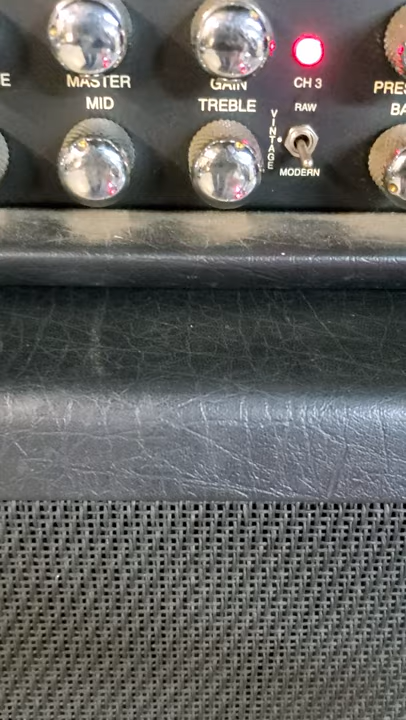 MASTER GAIN CH 3
MID TREBLE RAW
VINTAGE
MODERN